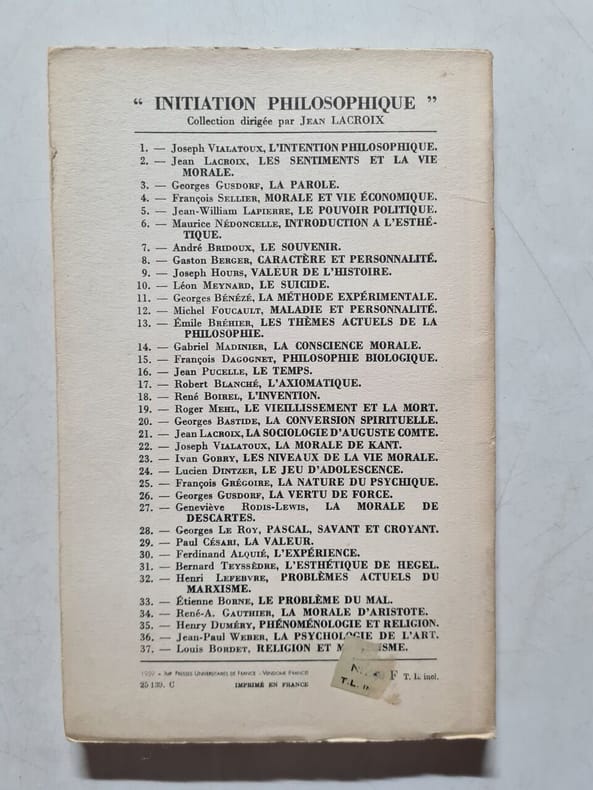 “ INITIATION PHILOSOPHIQUE ”
Collection dirigée par JEAN LACROIX
1. — Joseph VIALATOUX, L'INTENTION PHILOSOPHIQUE.
2. — Jean LACROIX, LES SENTIMENTS ET LA VIE
MORALE.
3. — Georges GUSDORF, LA PAROLE.
4. — François SELLIER, MORALE ET VIE ÉCONOMIQUE.
5. — Jean-William LAPIERRE, LE POUVOIR POLITIQUE.
6. — Maurice NÉDONCELLE, INTRODUCTION A L'ESTHÉ-
TIQUE.
7. — André BRIDOUX, LE SOUVENIR.
8. — Gaston BERGER, CARACTÈRE ET PERSONNALITÉ.
9. — Joseph HOURS, VALEUR DE L'HISTOIRE.
10. — Léon MEYNARD, LE SUICIDE.
11. — Georges BÉNÉZÉ, LA MÉTHODE EXPÉRIMENTALE.
12. — Michel FOUCAULT, MALADIE ET PERSONNALITÉ.
13. — Émile BRÉHIER, LES THÈMES ACTUELS DE LA
PHILOSOPHIE.
14. — Gabriel MADINIER, LA CONSCIENCE MORALE.
15. — François DAGOGNET, PHILOSOPHIE BIOLOGIQUE.
16. — Jean PUCELLE, LE TEMPS.
17. — Robert BLANCHÉ, L'AXIOMATIQUE.
18. — René BOIREL, L'INVENTION.
19. — Roger MEHL, LE VIEILLISSEMENT ET LA MORT.
20. — Georges BASTIDE, LA CONVERSION SPIRITUELLE.
21. — Jean LACROIX, LA SOCIOLOGIE D'AUGUSTE COMTE.
22. — Joseph VIALATOUX, LA MORALE DE KANT.
23. — Ivan GOBRY, LES NIVEAUX DE LA VIE MORALE.
24. — Lucien DINTZER, LE JEU D'ADOLESCENCE.
25. — François GRÉGOIRE, LA NATURE DU PSYCHIQUE.
26. — Georges GUSDORF, LA VERTU DE FORCE.
27. — Geneviève RODIS-LEWIS, LA MORALE DE
DESCARTES.
28. — Georges LE ROY, PASCAL, SAVANT ET CROYANT.
29. — Paul CÉSARI, LA VALEUR.
30. — Ferdinand ALQUIÉ, L'EXPÉRIENCE.
31. — Bernard TEYSSÈDRE, L'ESTHÉTIQUE DE HEGEL.
32. — Henri LEFEBVRE, PROBLÈMES ACTUELS DU
MARXISME.
33. — Étienne BORNE, LE PROBLÈME DU MAL.
34. — René-A. GAUTHIER, LA MORALE D'ARISTOTE.
35. — Henry DUMÉRY, PHÉNOMÉNOLOGIE ET RELIGION.
36. — Jean-Paul WEBER, LA PSYCHOLOGIE DE L'ART.
37. — Louis BORDET, RELIGION ET
1959 - IMP. PRESSES UNIVERSITAIRES DE FRANCE - VENDOME (FRANCE)
F T. L. incl.
T.L.
25 139. C IMPRIMÉ EN FRANCE